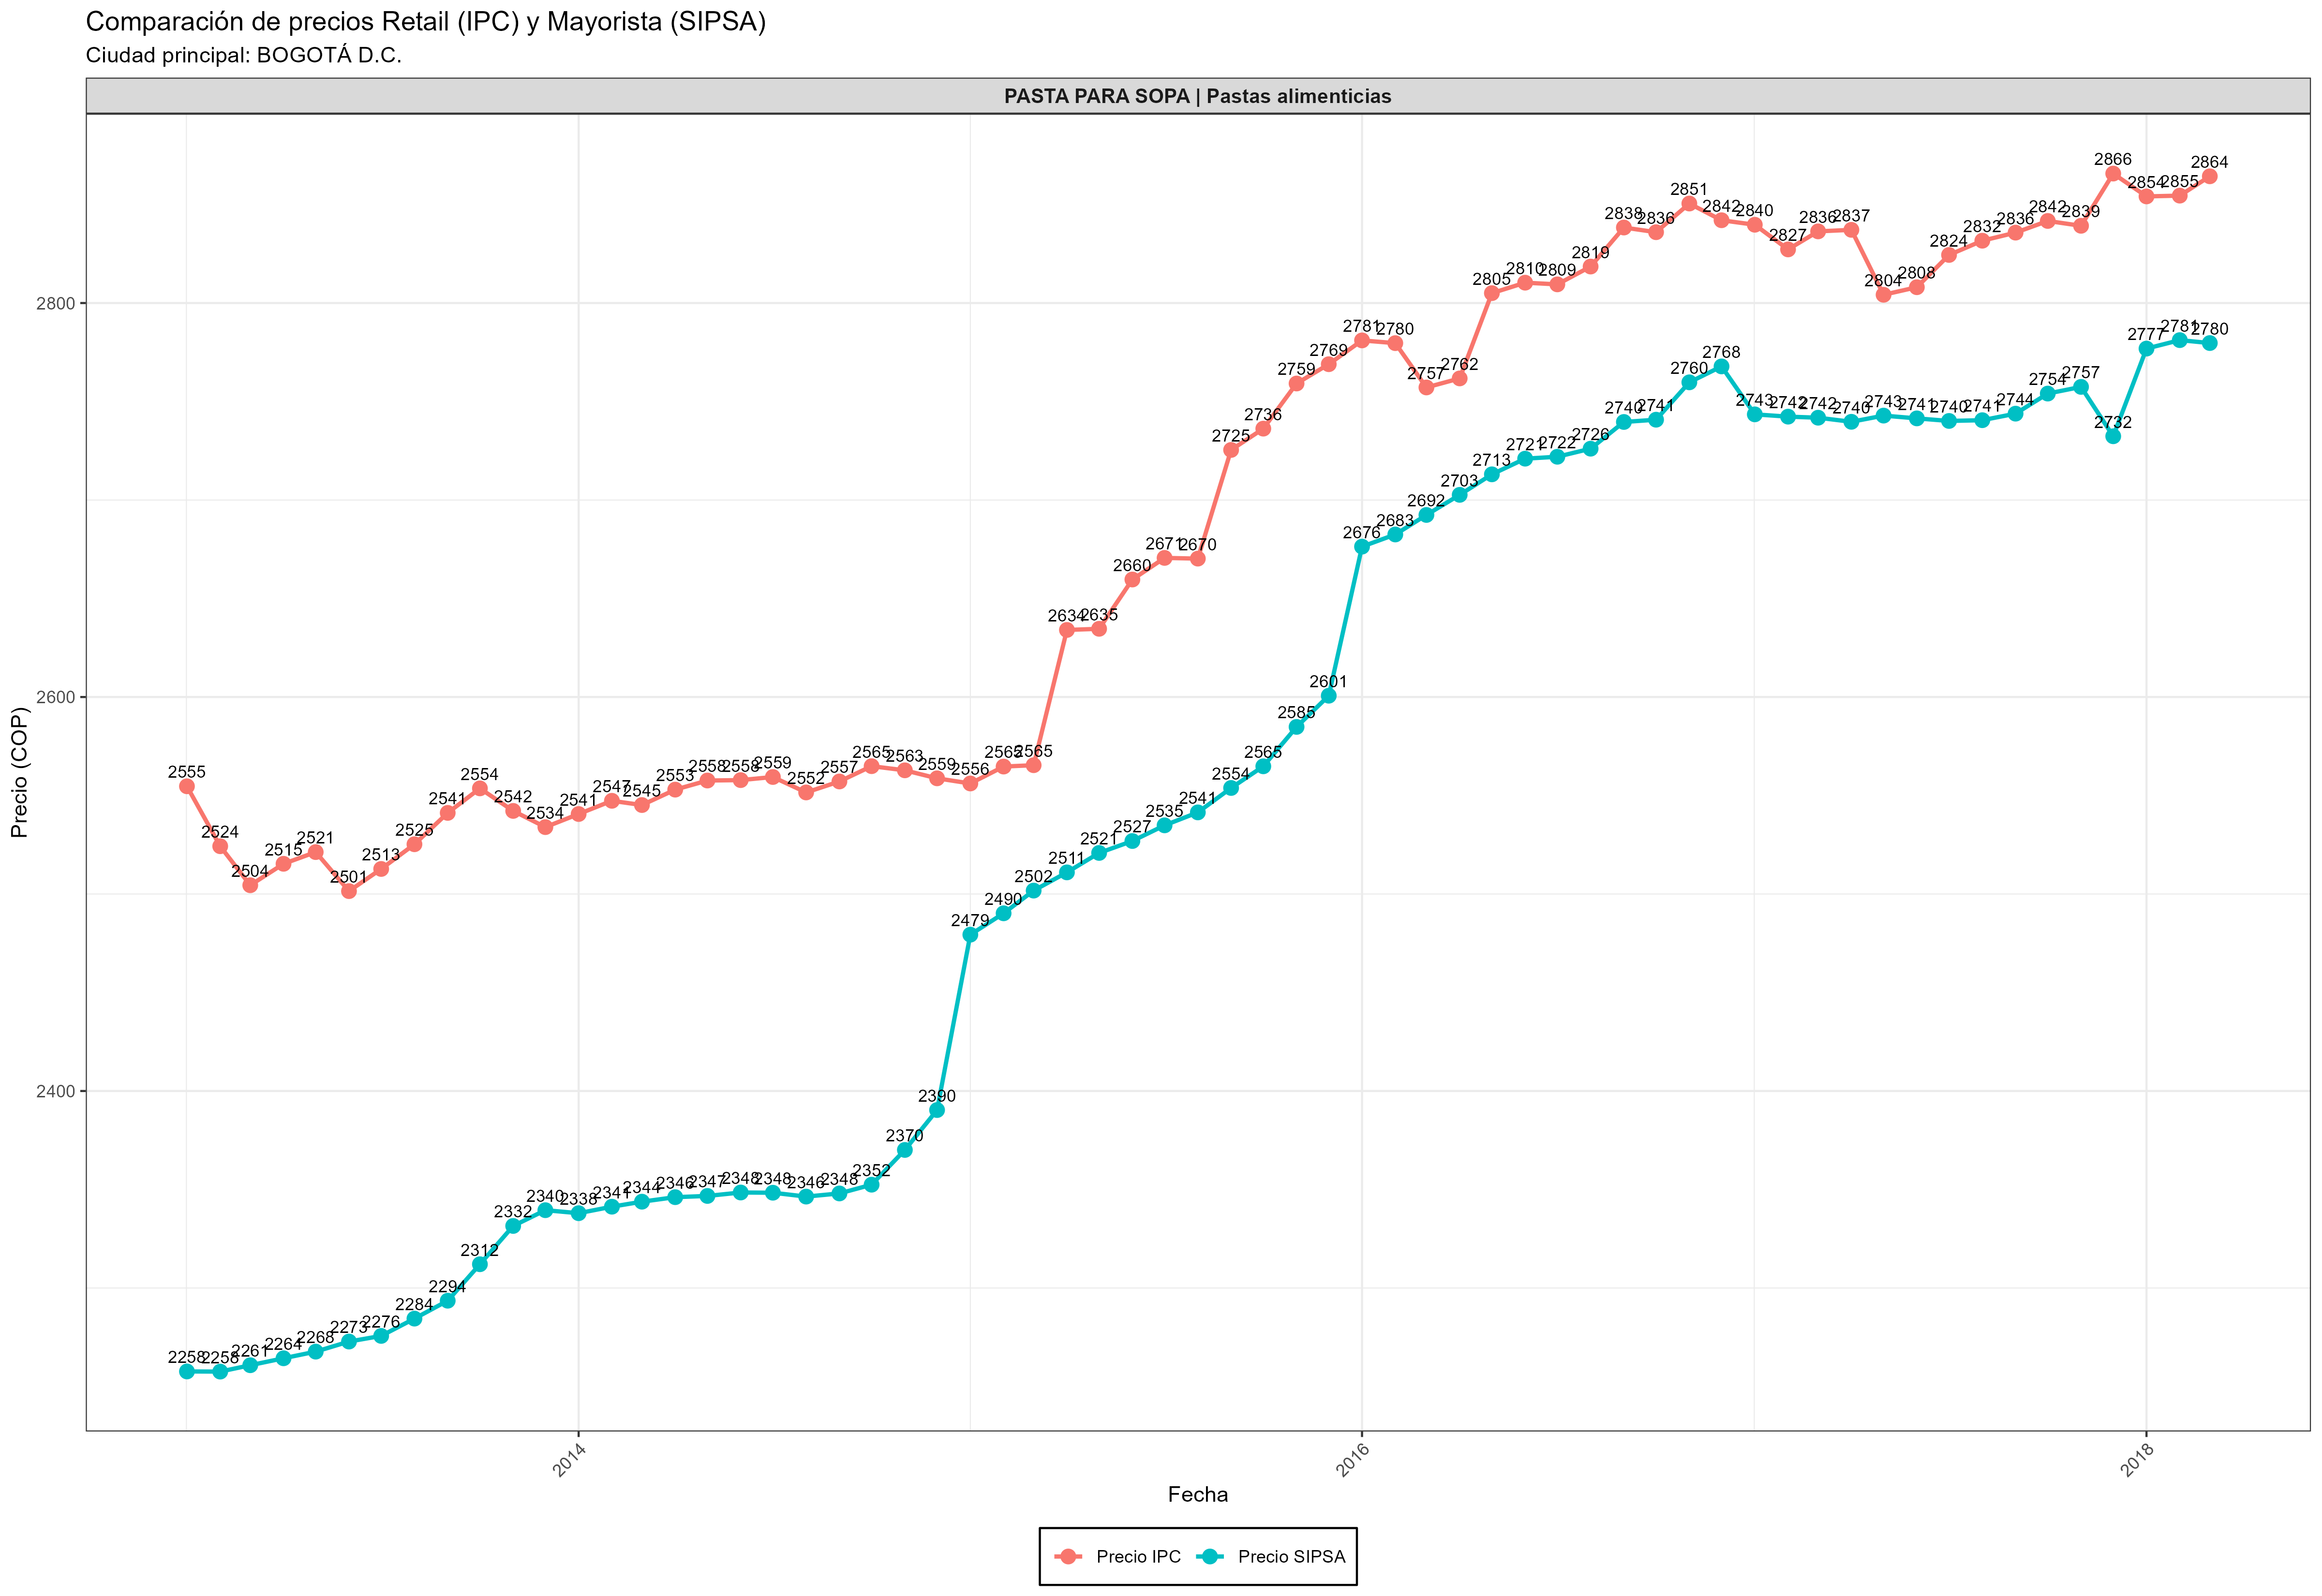 Comparación de precios Retail (IPC) y Mayorista (SIPSA)
Ciudad principal: BOGOTÁ D.C.
PASTA PARA SOPA | Pastas alimenticias
Precio (COP)
2800
2600
2400
2555 2524 2504 2515 2521 2501 2513 2525 2541 2554 2542 2534 2541 2547 2545 2553 2558 2558 2559 2552 2557 2565 2563 2559 2556 2565 2565 2634 2635 2660 2671 2670 2725 2736 2759 2769 2781 2780 2757 2762 2805 2810 2809 2819 2838 2836 2851 2842 2840 2827 2836 2837 2804 2808 2824 2832 2836 2842 2839 2866 2854 2855 2864
2258 2258 2261 2264 2268 2273 2276 2284 2294 2312 2332 2340 2338 2341 2344 2346 2347 2348 2348 2346 2348 2352 2370 2390 2479 2490 2502 2511 2521 2527 2535 2541 2554 2565 2585 2601 2676 2683 2692 2703 2713 2721 2722 2726 2740 2741 2760 2768 2743 2742 2742 2740 2743 2741 2740 2741 2744 2754 2757 2732 2777 2781 2780
2014
2016
2018
Fecha
Precio IPC Precio SIPSA